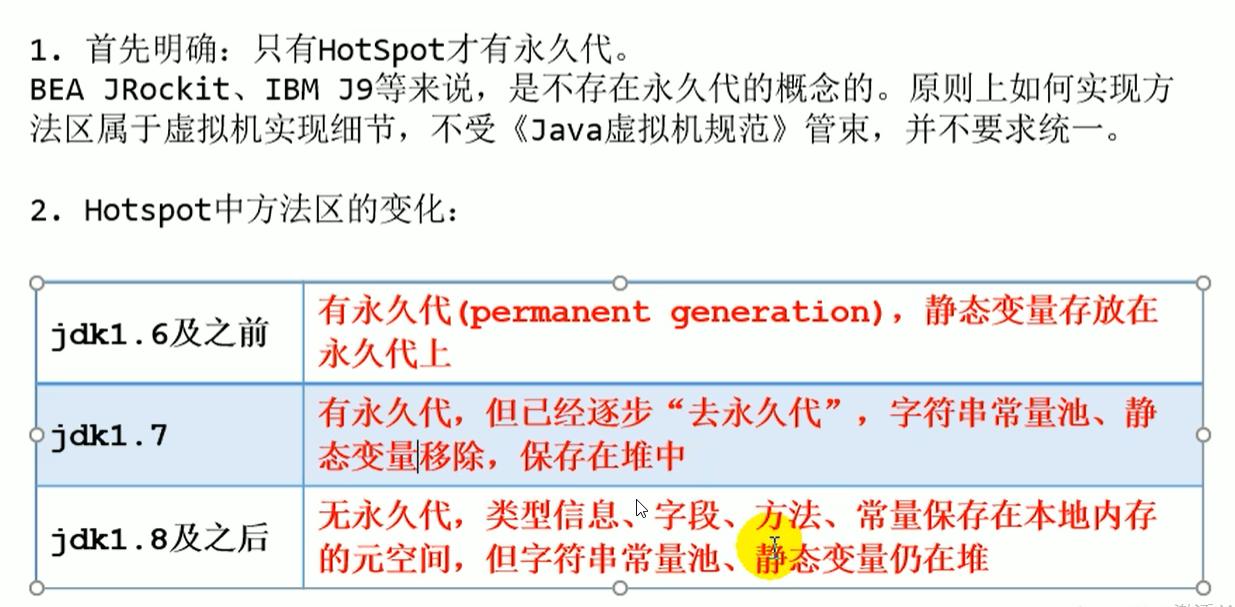 1. 首先明确：只有HotSpot才有永久代。
BEA JRockit、IBM J9等来说，是不存在永久代的概念的。原则上如何实现方
法区属于虚拟机实现细节，不受《Java虚拟机规范》管束，并不要求统一。
2. Hotspot中方法区的变化：
jdk1.6及之前
有永久代(permanent generation)，静态变量存放在
永久代上
jdk1.7
有永久代，但已经逐步“去永久代”，字符串常量池、静
态变量移除，保存在堆中
jdk1.8及之后
无永久代，类型信息、字段、方法、常量保存在本地内存
的元空间，但字符串常量池、静态变量仍在堆